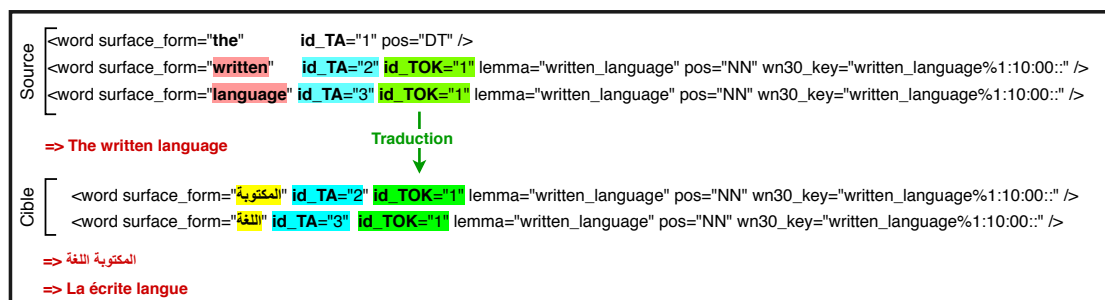 Source
<word surface_form="the" id_TA="1" pos="DT" />
<word surface_form="written" id_TA="2" id_TOK="1" lemma="written_language" pos="NN" wn30_key="written_language%1:10:00::" />
<word surface_form="language" id_TA="3" id_TOK="1" lemma="written_language" pos="NN" wn30_key="written_language%1:10:00::" />
=> The written language
Traduction
Cible
<word surface_form="المكتوبة" id_TA="2" id_TOK="1" lemma="written_language" pos="NN" wn30_key="written_language%1:10:00::" />
<word surface_form="اللغة" id_TA="3" id_TOK="1" lemma="written_language" pos="NN" wn30_key="written_language%1:10:00::" />
=> المكتوبة اللغة
=> La écrite langue